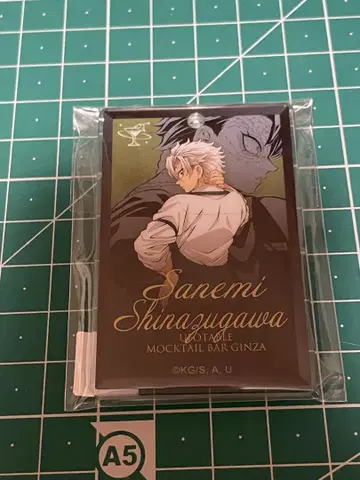 Sanemi
Shinazugawa
UFOTABLE
MOCKTAIL BAR GINZA
©KG/S, A, U
A5